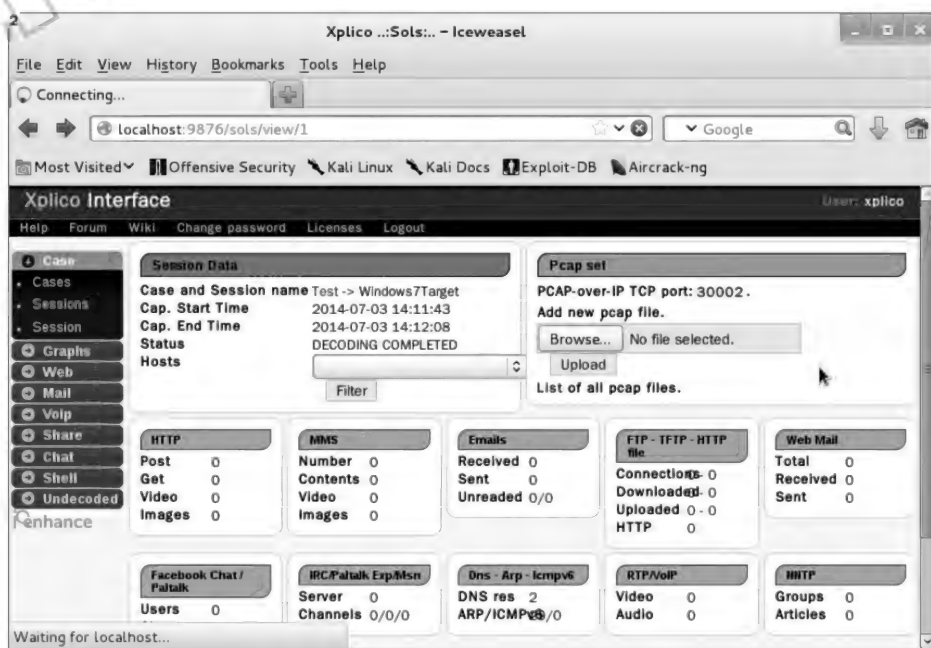 2
Xplico ..:Sols:.. – Iceweasel
File Edit View History Bookmarks Tools Help
Connecting...
localhost:9876/sols/view/1
Google
Most Visited Offensive Security Kali Linux Kali Docs Exploit-DB Aircrack-ng
Xplico Interface
User: xplico
Help Forum Wiki Change password Licenses Logout
Case
Cases
Sessions
Session
Graphs
Web
Mail
Voip
Share
Chat
Shell
Undecoded
enhance
Session Data
Case and Session name Test -> Windows7Target
Cap. Start Time 2014-07-03 14:11:43
Cap. End Time 2014-07-03 14:12:08
Status DECODING COMPLETED
Hosts
Filter
Pcap set
PCAP-over-IP TCP port: 30002.
Add new pcap file.
Browse... No file selected.
Upload
List of all pcap files.
HTTP
Post 0
Get 0
Video 0
Images 0
MMS
Number 0
Contents 0
Video 0
Images 0
Emails
Received 0
Sent 0
Unreaded 0/0
FTP - TFTP - HTTP
file
Connections - 0
Downloaded - 0
Uploaded 0 - 0
HTTP 0
Web Mail
Total 0
Received 0
Sent 0
Facebook Chat /
Paltalk
Users 0
IRC/Paltalk Exp/Msn
Server 0
Channels 0/0/0
Dns - Arp - Icmpv6
DNS res 2
ARP/ICMPv6 /0
RTP/VoIP
Video 0
Audio 0
NNTP
Groups 0
Articles 0
Waiting for localhost...